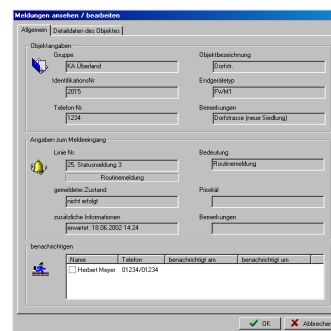 Meldungen ansehen / bearbeiten
Allgemein Detaildaten des Objektes
Objektangaben
Gruppe Objektbezeichnung
KA Überland Dorfstr.
IdentifikationsNr Endgerätetyp
2015 FWM1
Telefon-Nr. Bemerkungen
1234 Dorfstrasse (neue Siedlung)
Angaben zum Meldeeingang
Linie Nr. Bedeutung
25. Statusmeldung 3 Routinemeldung
Routinemeldung
gemeldeter Zustand Priorität
nicht erfolgt
zusätzliche Informationen Bemerkungen
erwartet :18.06.2002 14:24
benachrichtigen
Name Telefon benachrichtigt am benachrichtigt um
Herbert Meyer 01234/01234
OK Abbrechen